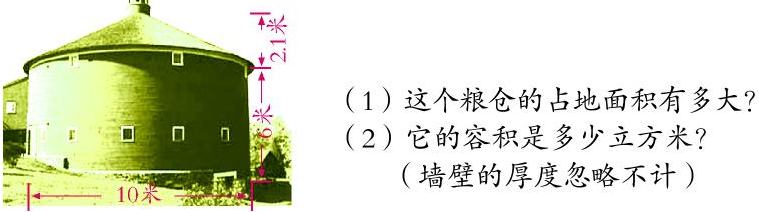 2.1米
6米
10米
(1)这个粮仓的占地面积有多大?
(2)它的容积是多少立方米?
(墙壁的厚度忽略不计)